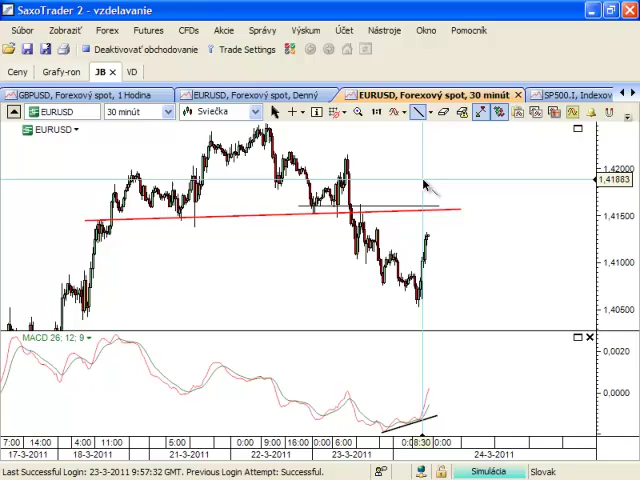 SaxoTrader 2 - vzdelavanie
Súbor Zobraziť Forex Futures CFDs Akcie Správy Výskum Účet Rozšírené Okno Pomocník
Deaktivovať obchodovanie Trade Settings
Ceny Grafy-ron JB VD
GBPUSD, Forexový spot, 1 Hodina EURUSD, Forexový spot, Denný EURUSD, Forexový spot, 30 minút SP500.I, Indexov
EURUSD 30 minút Sviečka 1:1
EURUSD
1,42000
1,41883
1,41500
1,41000
1,40500
MACD 26; 12; 9
0,0020
0,0000
7:00 14:00 4:00 11:00 5:00 0:00 9:00 16:00 0:00 6:00 0:0 8:30 0:00
17-3-2011 18-3-2011 21-3-2011 22-3-2011 23-3-2011 24-3-2011
Last Successful Login: 23-3-2011 9:57:32 GMT. Previous Login Attempt: Successful. Simulácia Slovak